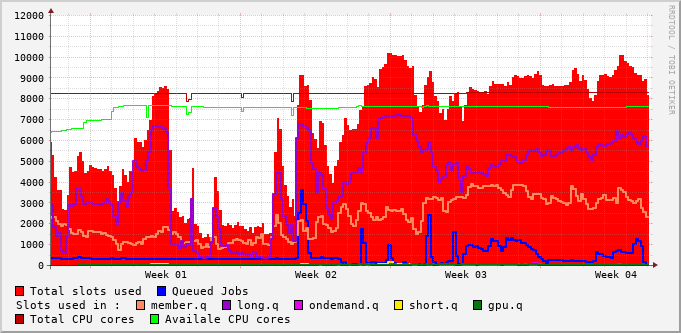 12000
11000
10000
9000
8000
7000
6000
5000
4000
3000
2000
1000
0
Week 01 Week 02 Week 03 Week 04
Total slots used Queued Jobs
Slots used in : member.q long.q ondemand.q short.q gpu.q
Total CPU cores Availale CPU cores
RRDTOOL / TOBI OETIKER